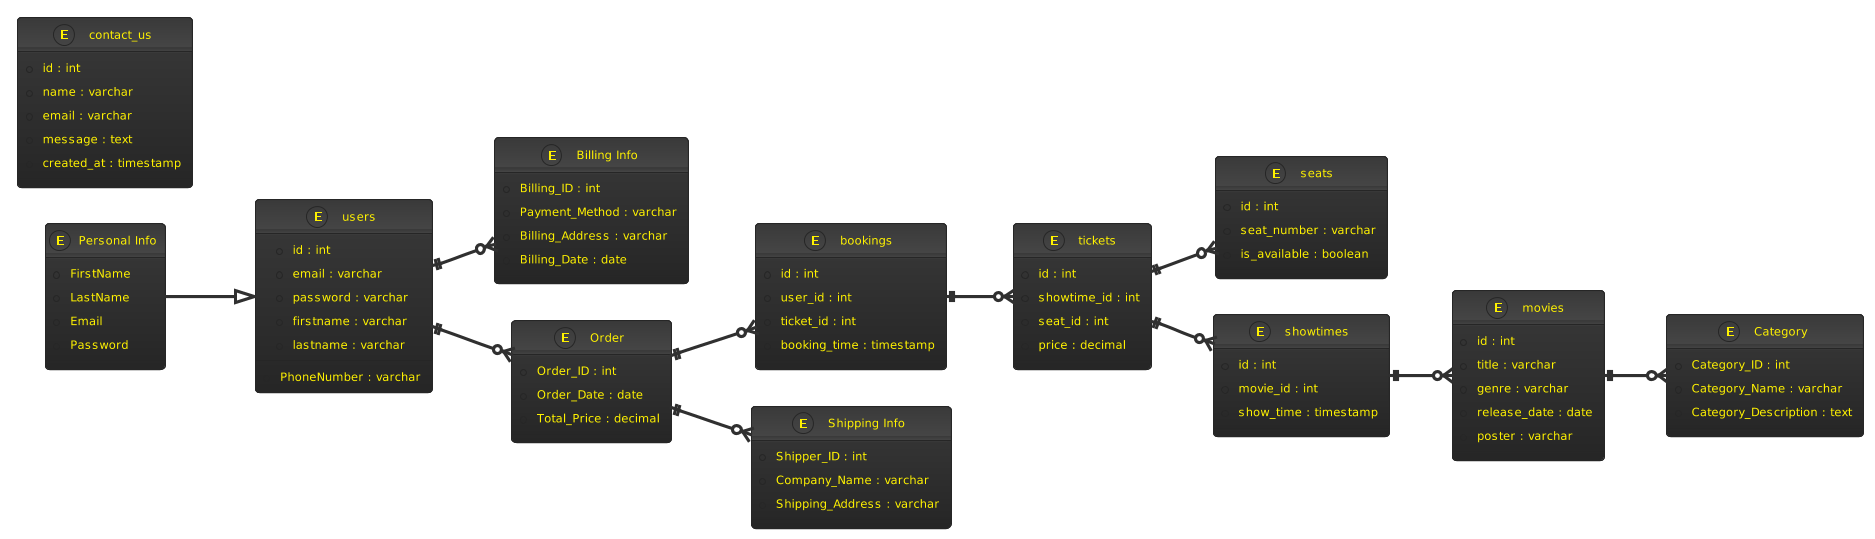 E contact_us
id : int
name : varchar
email : varchar
message : text
created_at : timestamp
E Personal Info
FirstName
LastName
Email
Password
E users
id : int
email : varchar
password : varchar
firstname : varchar
lastname : varchar
PhoneNumber : varchar
E Billing Info
Billing_ID : int
Payment_Method : varchar
Billing_Address : varchar
Billing_Date : date
E Order
Order_ID : int
Order_Date : date
Total_Price : decimal
E bookings
id : int
user_id : int
ticket_id : int
booking_time : timestamp
E Shipping Info
Shipper_ID : int
Company_Name : varchar
Shipping_Address : varchar
E tickets
id : int
showtime_id : int
seat_id : int
price : decimal
E seats
id : int
seat_number : varchar
is_available : boolean
E showtimes
id : int
movie_id : int
show_time : timestamp
E movies
id : int
title : varchar
genre : varchar
release_date : date
poster : varchar
E Category
Category_ID : int
Category_Name : varchar
Category_Description : text